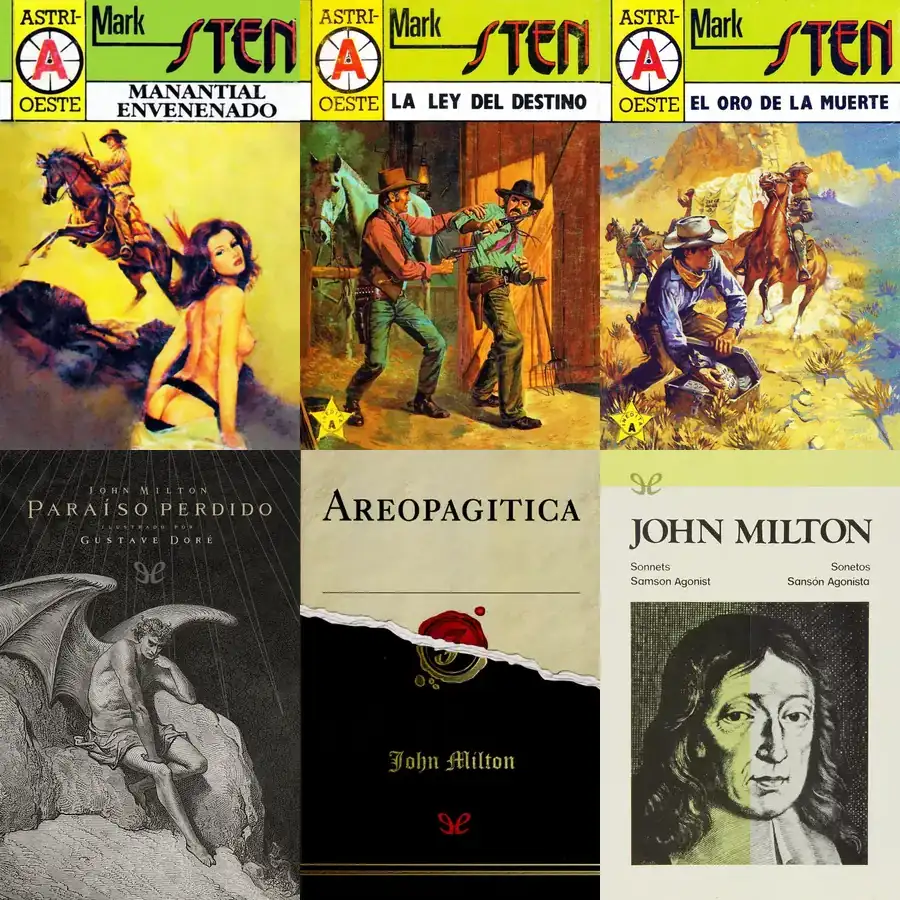 ASTRI-
A
OESTE
Mark
STEN
MANANTIAL
ENVENENADO
ASTRI-
A
OESTE
Mark
STEN
LA LEY DEL DESTINO
A
ASTRI-
A
OESTE
Mark
STEN
EL ORO DE LA MUERTE
A
JOHN MILTON
PARAÍSO PERDIDO
ILUSTRADO POR
GUSTAVE DORÉ
AREOPAGITICA
John Milton
JOHN MILTON
Sonnets
Samson Agonist
Sonetos
Sansón Agonista